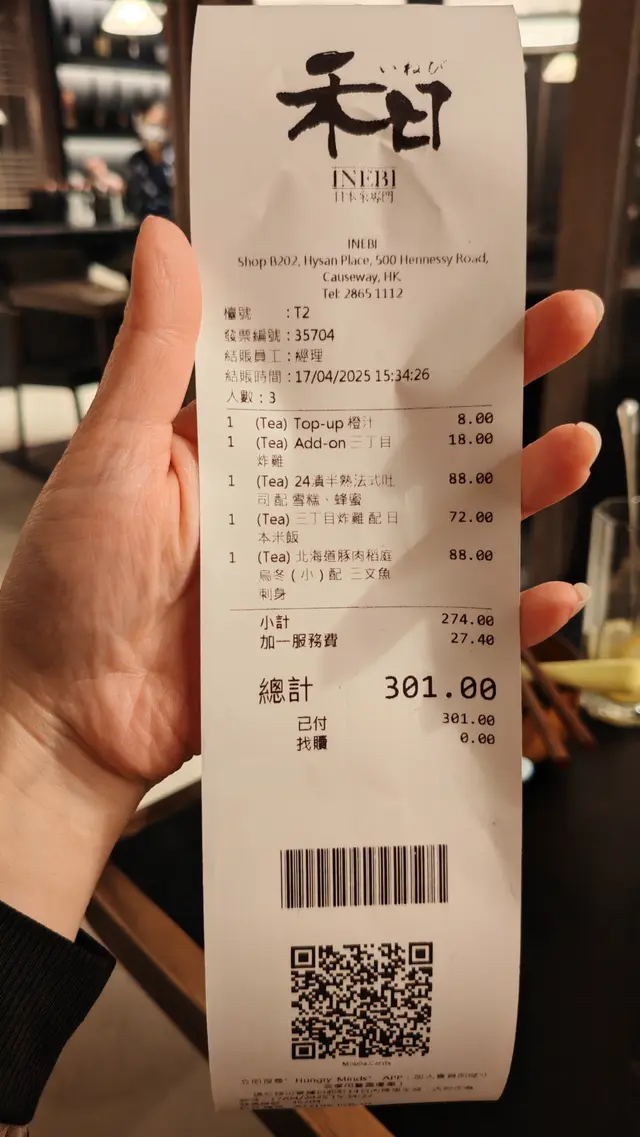 いねび
禾日
INEBI
日本米專門
INEBI
Shop B202, Hysan Place, 500 Hennessy Road,
Causeway, HK
Tel: 2865 1112
檯號 : T2
發票編號 : 35704
結賬員工 : 經理
結賬時間 : 17/04/2025 15:34:26
人數 : 3
1 (Tea) Top-up 橙汁 8.00
1 (Tea) Add-on 三丁目 18.00
炸雞
1 (Tea) 24漬半熟法式吐 88.00
司 配 雪糕、蜂蜜
1 (Tea) 三丁目炸雞 配 日 72.00
本米飯
1 (Tea) 北海道豚肉稻庭 88.00
烏冬 ( 小 ) 配 三文魚
刺身
小計 274.00
加一服務費 27.40
總計 301.00
已付 301.00
找贖 0.00
"Hungry Minds" APP